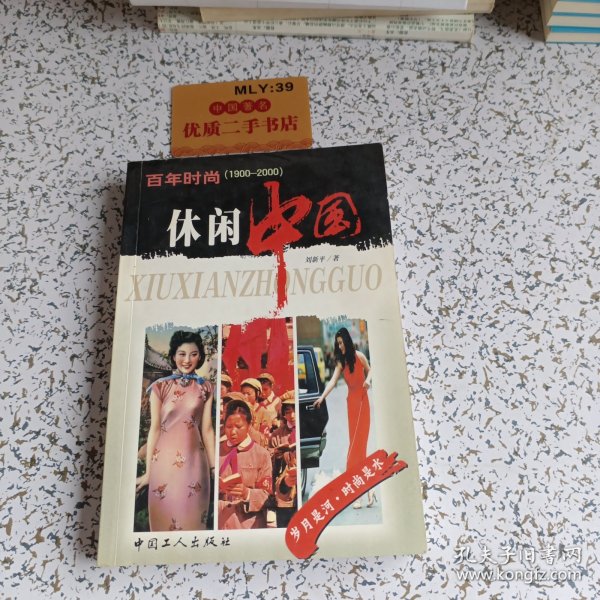 MLY:39
中国著名
优质二手书店
百年时尚(1900-2000)
休闲中国
刘新平/著
XIUXIANZHONGGUO
岁月是河·时尚是水
中国工人出版社
孔夫子旧书网
www.kongfz.com